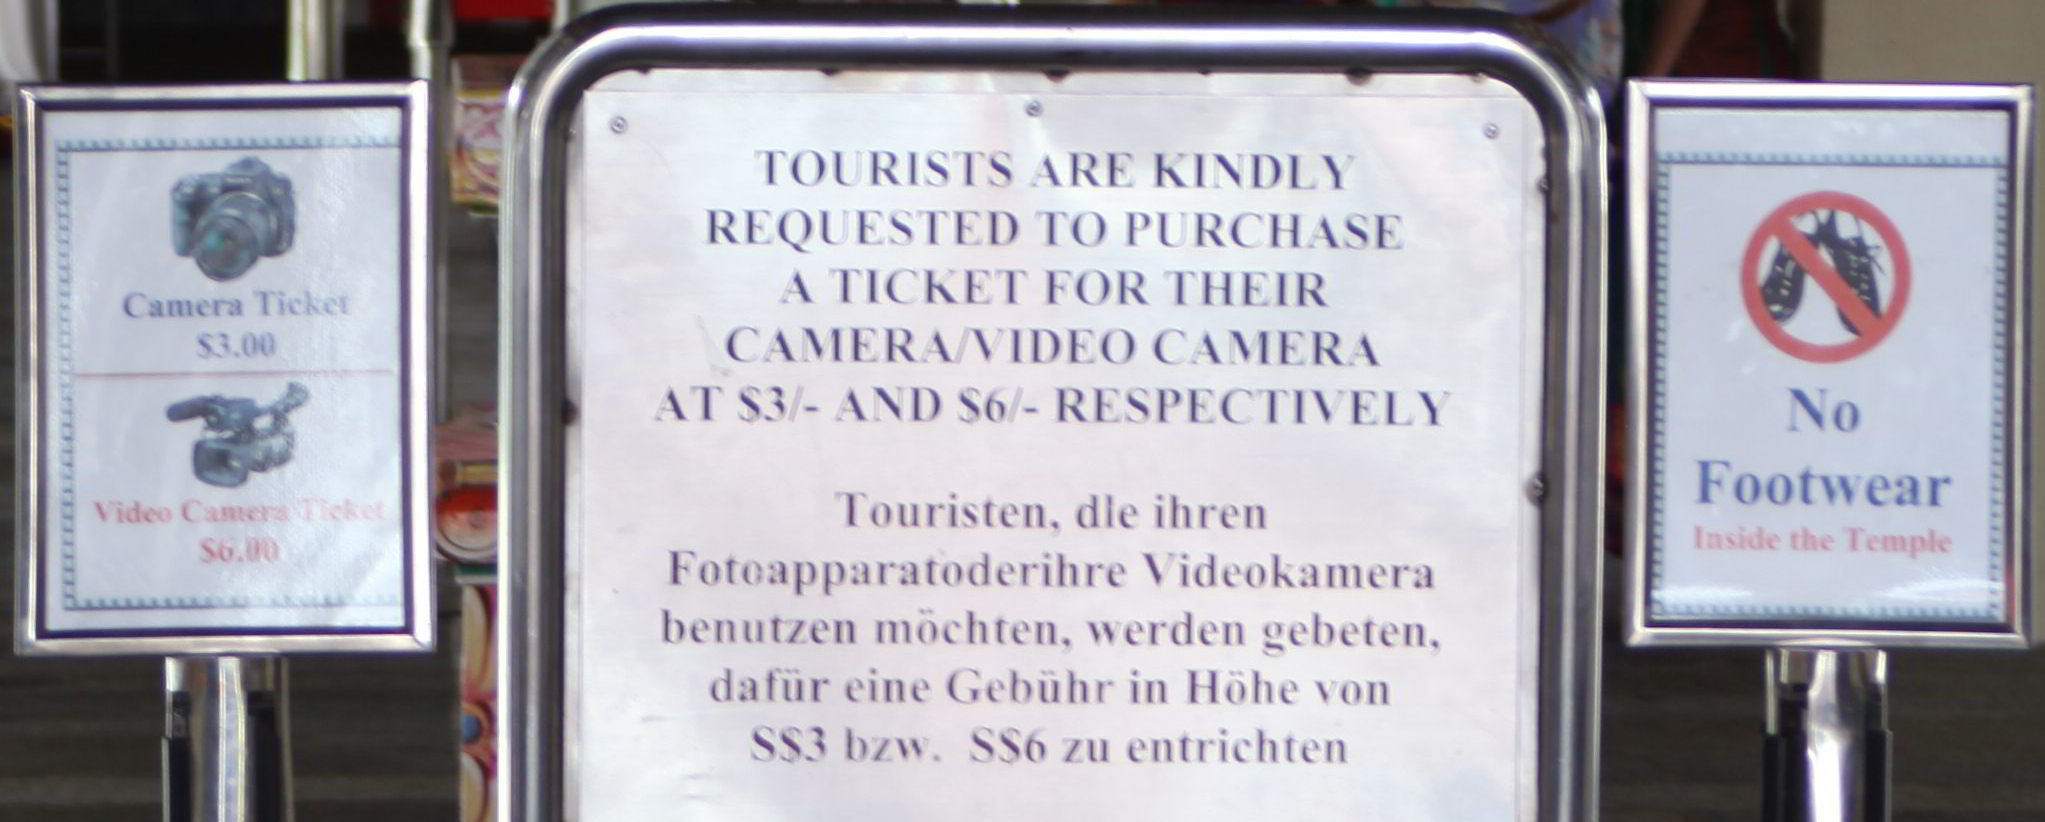 Camera Ticket
$3.00
Video Camera Ticket
$6.00
TOURISTS ARE KINDLY
REQUESTED TO PURCHASE
A TICKET FOR THEIR
CAMERA/VIDEO CAMERA
AT $3/- AND $6/- RESPECTIVELY
Touristen, dle ihren
Fotoapparatoderihre Videokamera
benutzen möchten, werden gebeten,
dafür eine Gebühr in Höhe von
S$3 bzw. S$6 zu entrichten
No
Footwear
Inside the Temple